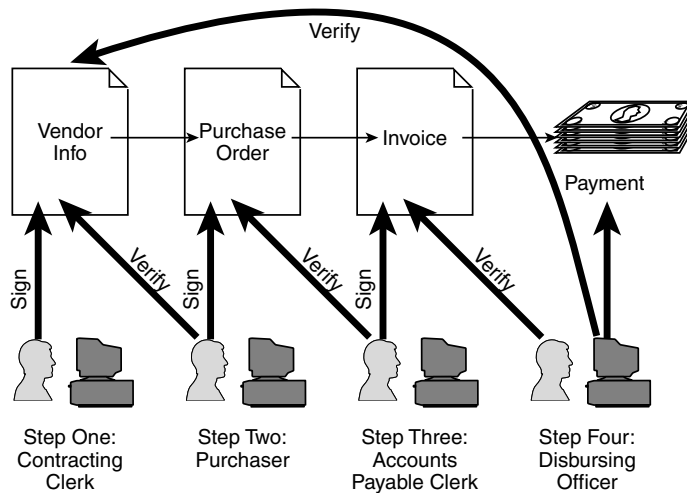 Verify
Vendor
Info
Purchase
Order
Invoice
Payment
Sign
Verify
Sign
Verify
Sign
Verify
Step One:
Contracting
Clerk
Step Two:
Purchaser
Step Three:
Accounts
Payable Clerk
Step Four:
Disbursing
Officer